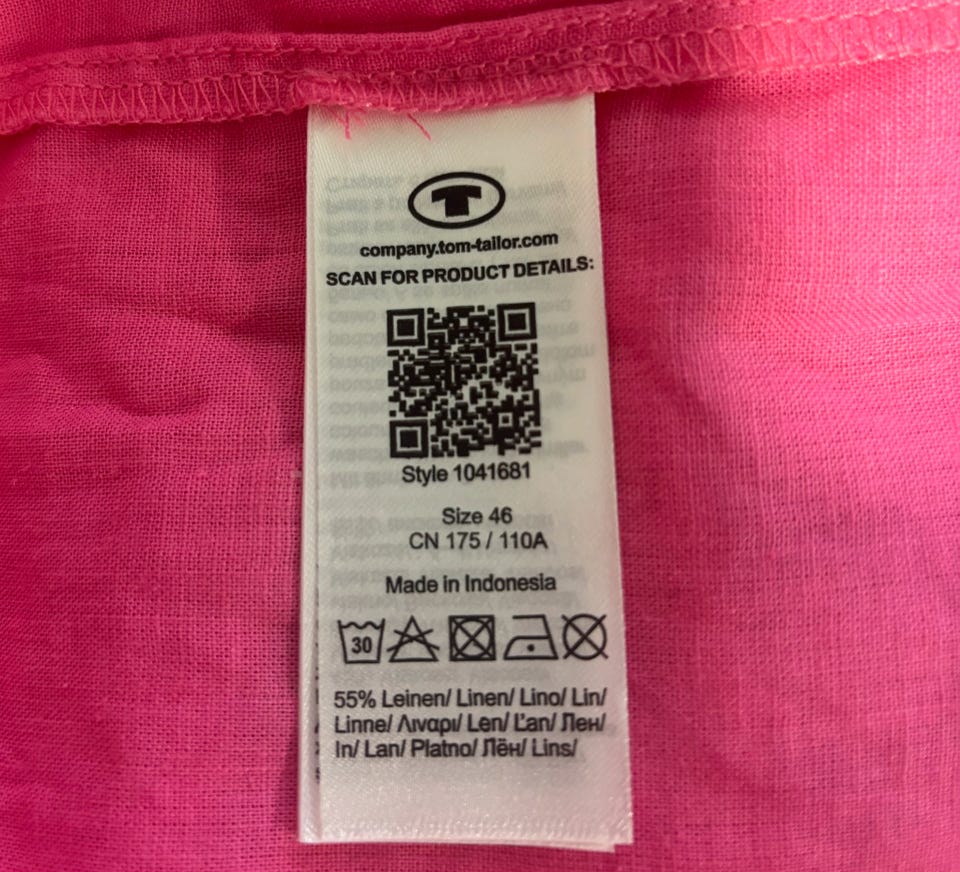 company.tom-tailor.com
SCAN FOR PRODUCT DETAILS:
Style 1041681
Size 46
CN 175 / 110A
Made in Indonesia
30
55% Leinen/ Linen/ Lino/ Lin/
Linne/ Λιναρι/ Len/ Ľan/ Лен/
In/ Lan/ Platno/ Лён/ Lins/